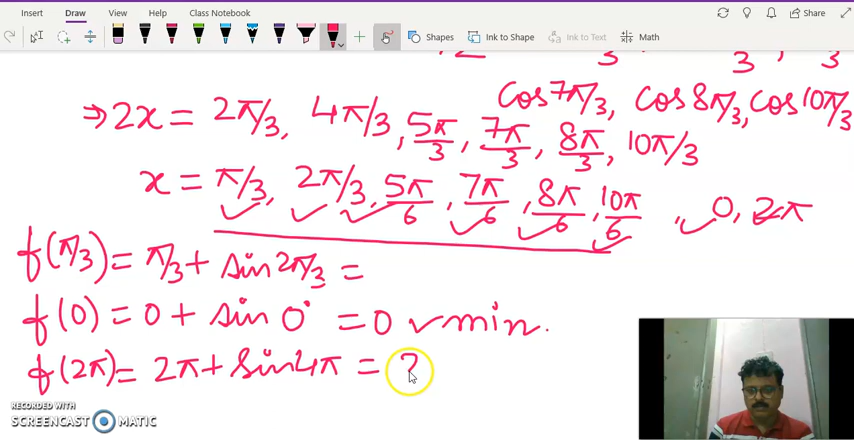 Insert Draw View Help Class Notebook Share
Shapes Ink to Shape Ink to Text Math
3 3 3
cos 7π/3, cos 8π/3, cos 10π/3
⇒ 2x = 2π/3, 4π/3, 5π/3, 7π/3, 8π/3, 10π/3
x = π/3, 2π/3, 5π/6, 7π/6, 8π/6, 10π/6, 0, 2π
f(π/3) = π/3 + sin 2π/3 =
f(0) = 0 + sin 0° = 0 ✓ min.
f(2π) = 2π + sin 4π =
RECORDED WITH
SCREENCAST MATIC